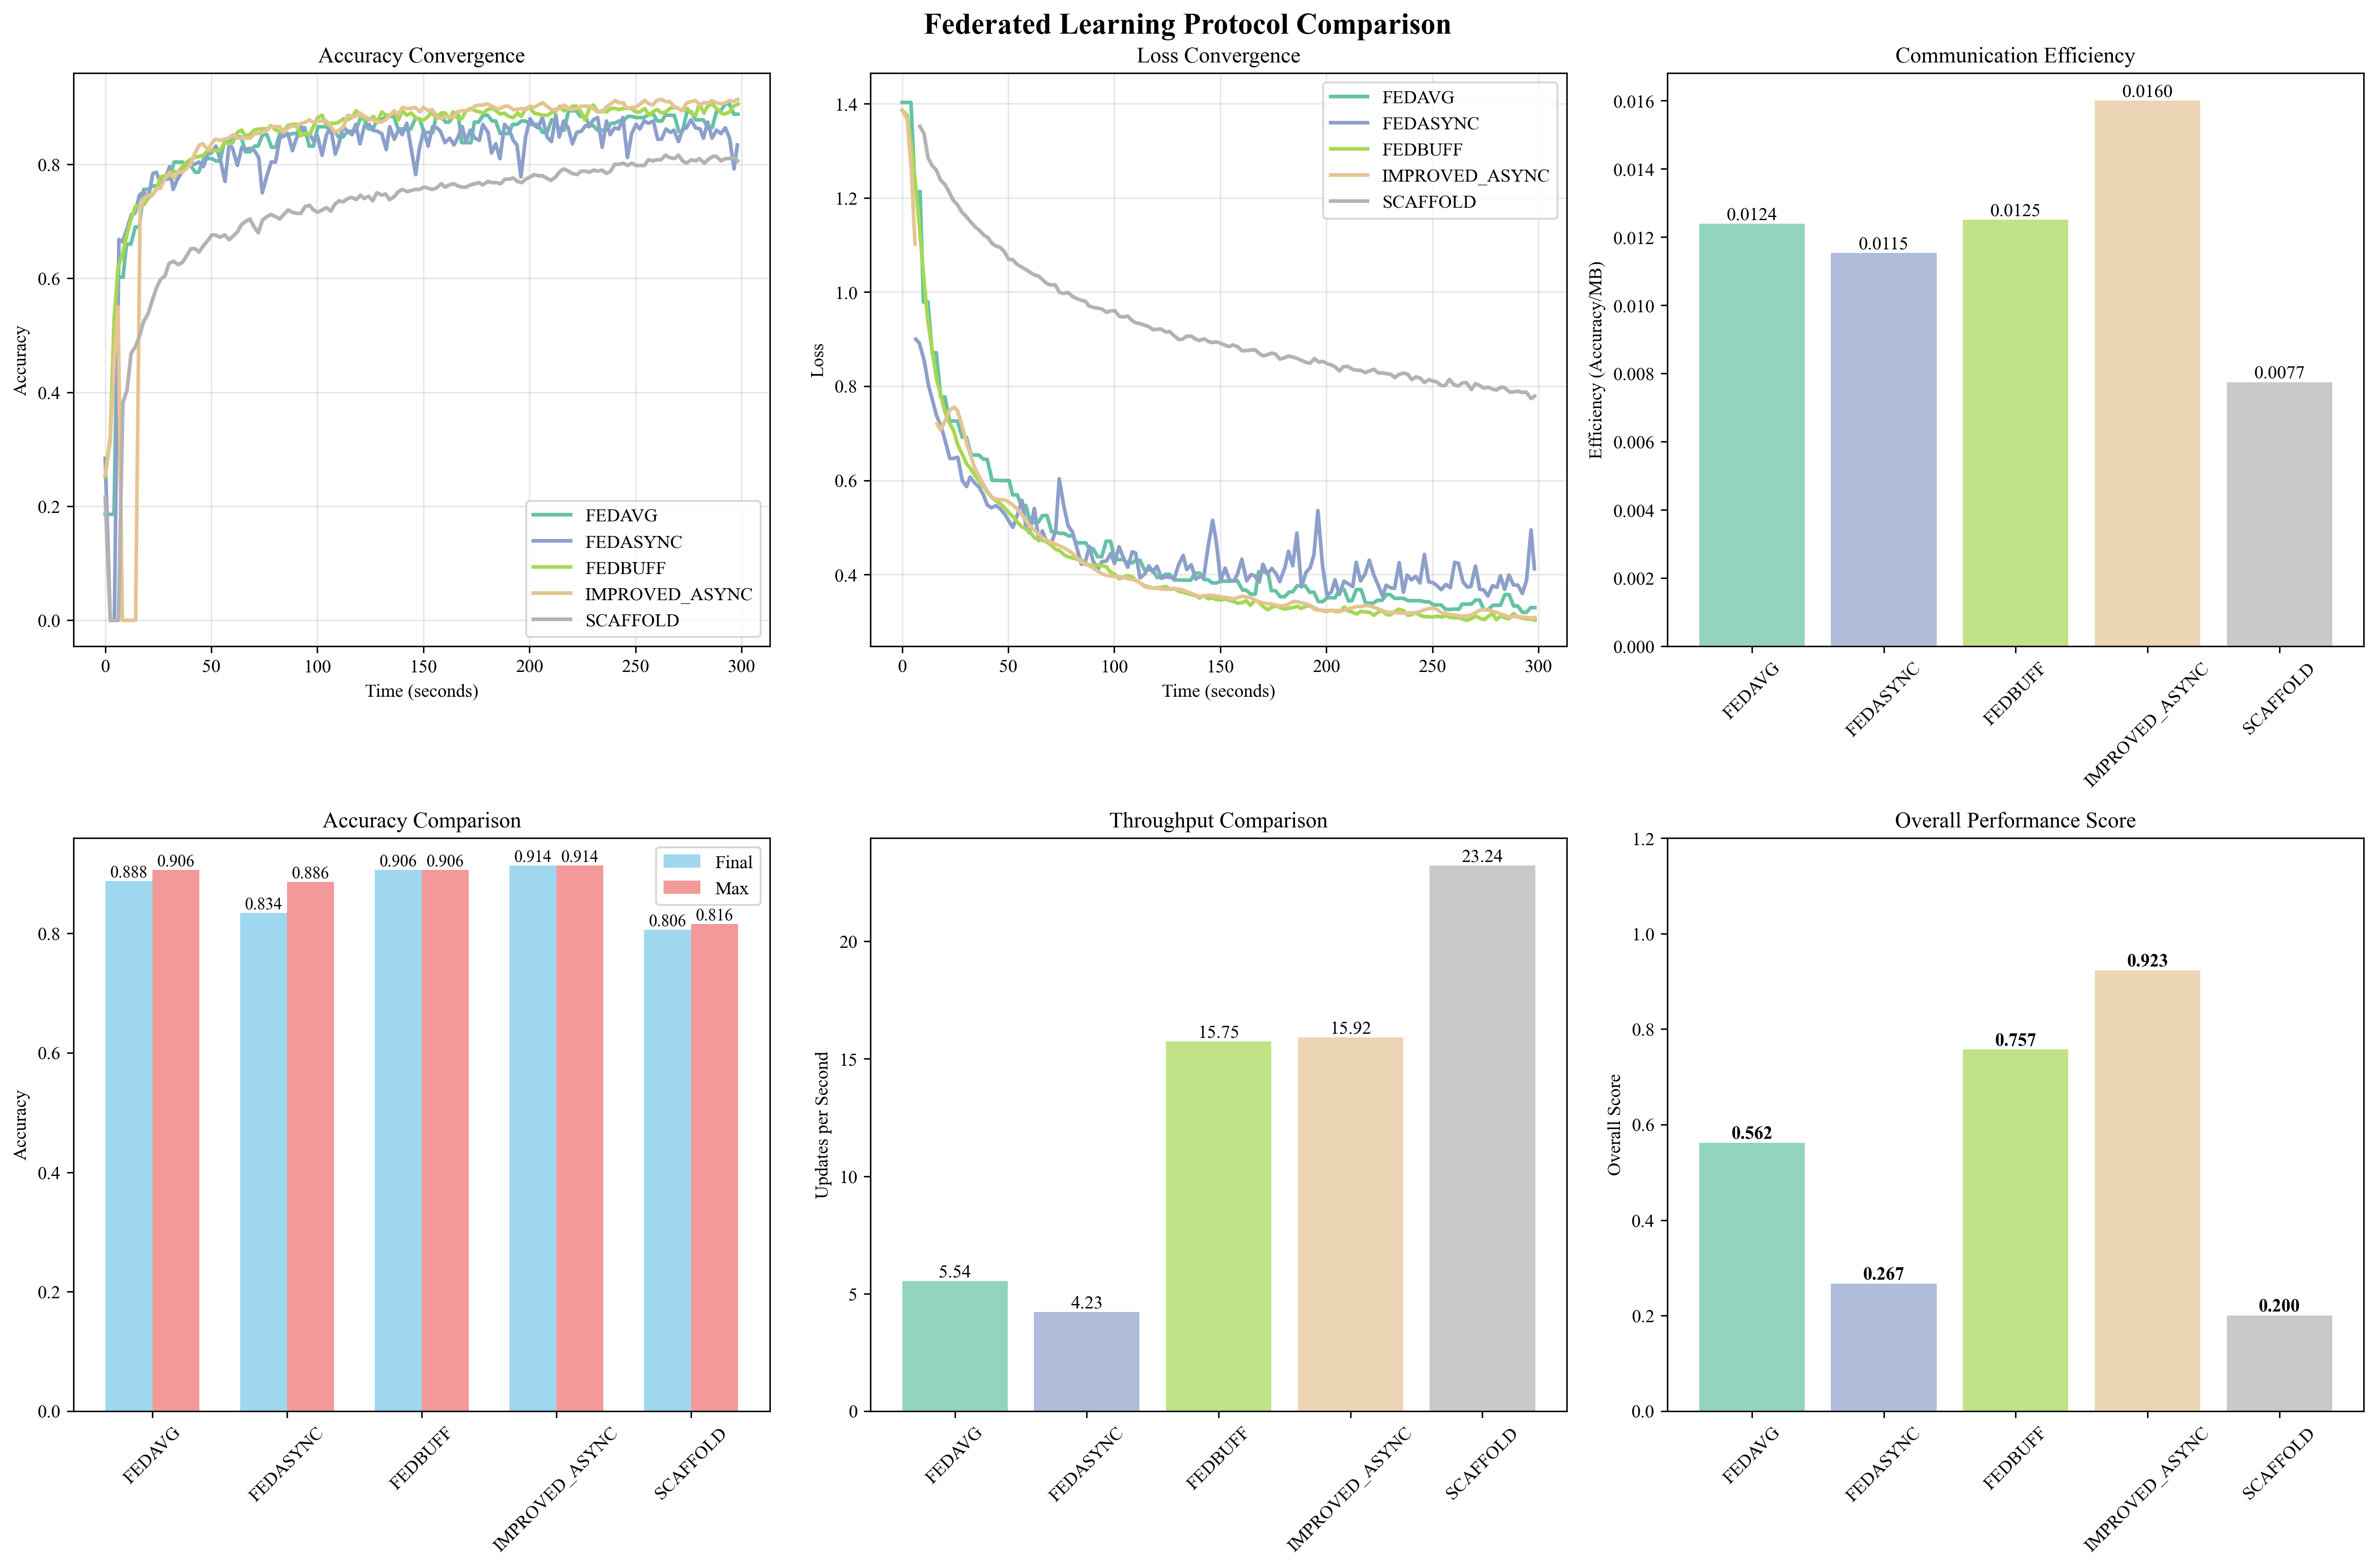 Federated Learning Protocol Comparison
Accuracy Convergence
Accuracy
0.8
0.6
0.4
0.2
0.0
0 50 100 150 200 250 300
Time (seconds)
FEDAVG
FEDASYNC
FEDBUFF
IMPROVED_ASYNC
SCAFFOLD
Loss Convergence
Loss
1.4
1.2
1.0
0.8
0.6
0.4
0 50 100 150 200 250 300
Time (seconds)
FEDAVG
FEDASYNC
FEDBUFF
IMPROVED_ASYNC
SCAFFOLD
Communication Efficiency
Efficiency (Accuracy/MB)
0.016
0.014
0.012
0.010
0.008
0.006
0.004
0.002
0.000
0.0124
0.0115
0.0125
0.0160
0.0077
FEDAVG
FEDASYNC
FEDBUFF
IMPROVED_ASYNC
SCAFFOLD
Accuracy Comparison
Accuracy
0.8
0.6
0.4
0.2
0.0
0.888 0.906
0.834 0.886
0.906 0.906
0.914 0.914
0.806 0.816
Final
Max
FEDAVG
FEDASYNC
FEDBUFF
IMPROVED_ASYNC
SCAFFOLD
Throughput Comparison
Updates per Second
20
15
10
5
0
5.54
4.23
15.75
15.92
23.24
FEDAVG
FEDASYNC
FEDBUFF
IMPROVED_ASYNC
SCAFFOLD
Overall Performance Score
Overall Score
1.2
1.0
0.8
0.6
0.4
0.2
0.0
0.562
0.267
0.757
0.923
0.200
FEDAVG
FEDASYNC
FEDBUFF
IMPROVED_ASYNC
SCAFFOLD